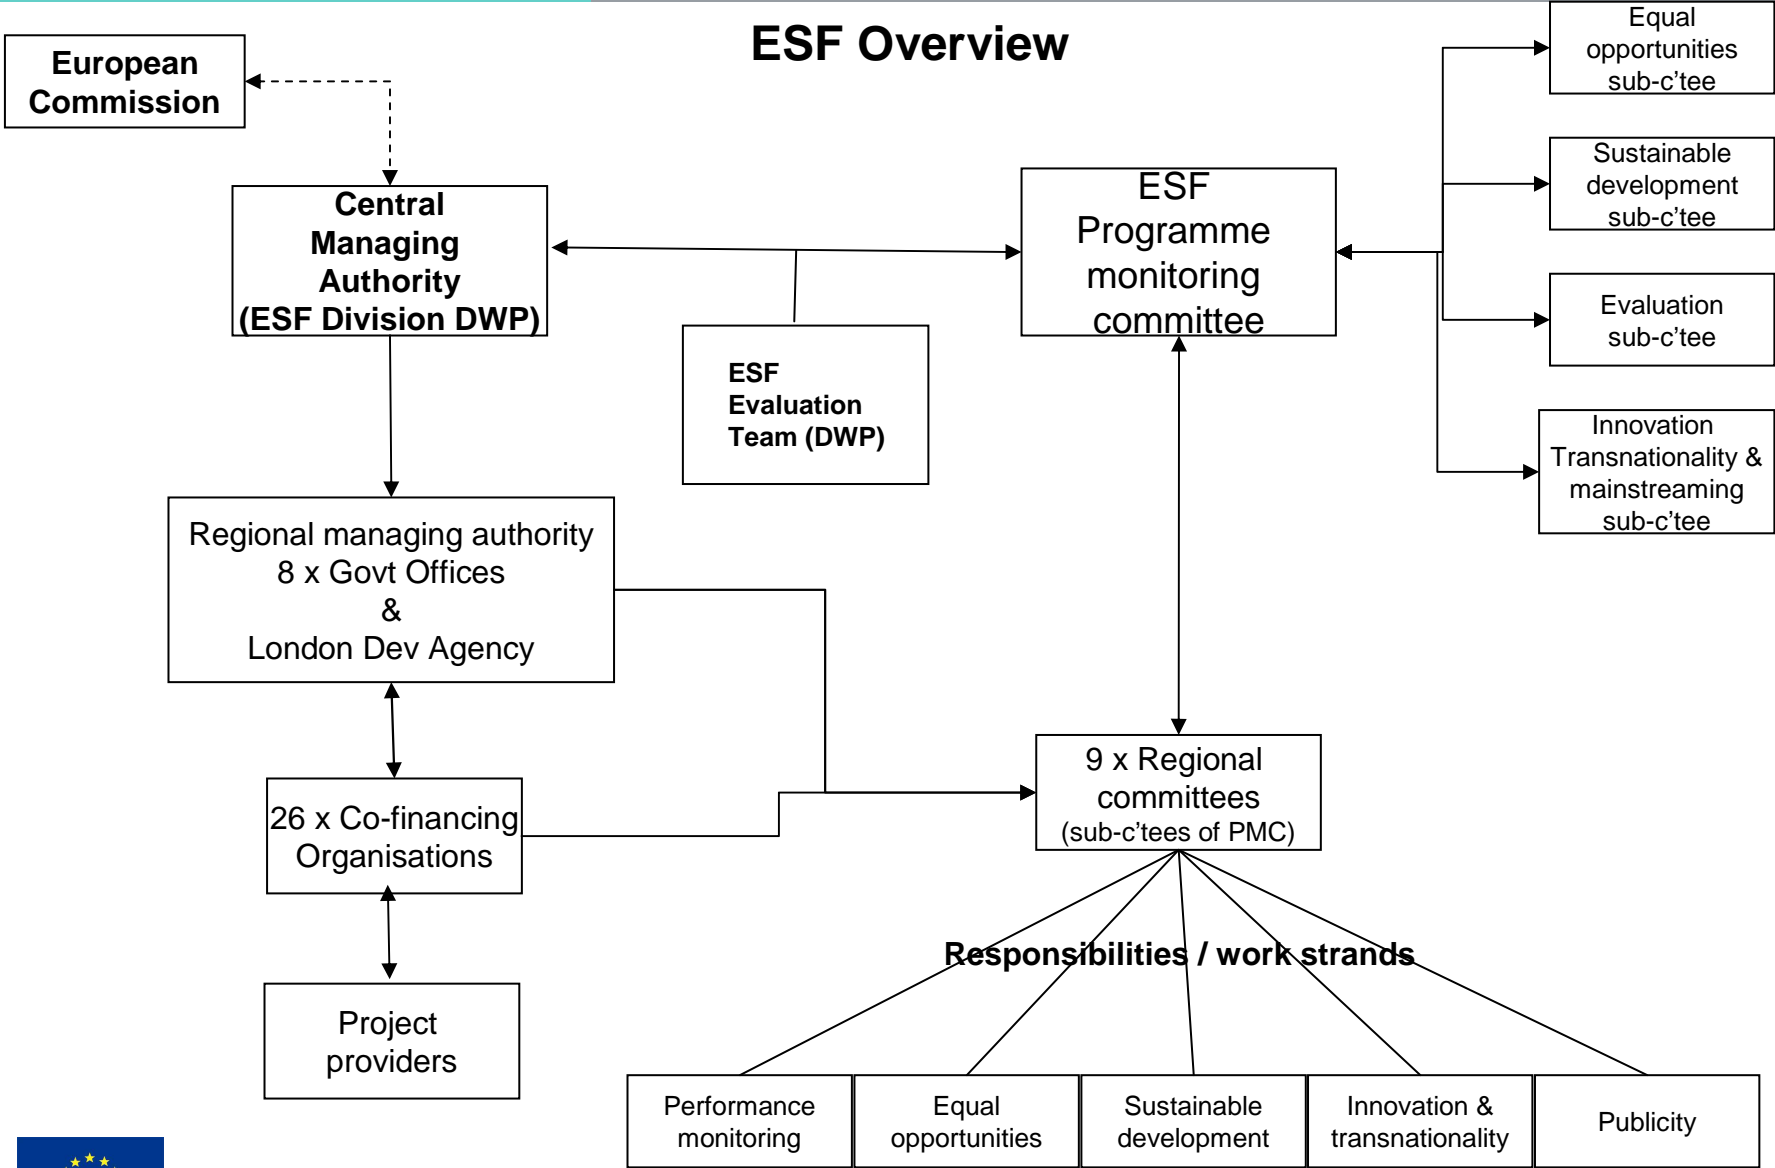 ESF Overview
European
Commission
Equal
opportunities
sub-c'tee
Sustainable
development
sub-c'tee
Central
Managing
Authority
(ESF Division DWP)
ESF
Programme
monitoring
committee
Evaluation
sub-c'tee
ESF
Evaluation
Team (DWP)
Innovation
Transnationality &
mainstreaming
sub-c'tee
Regional managing authority
8 x Govt Offices
&
London Dev Agency
9 x Regional
committees
(sub-c'tees of PMC)
26 x Co-financing
Organisations
Responsibilities / work strands
Project
providers
Performance
monitoring
Equal
opportunities
Sustainable
development
Innovation &
transnationality
Publicity